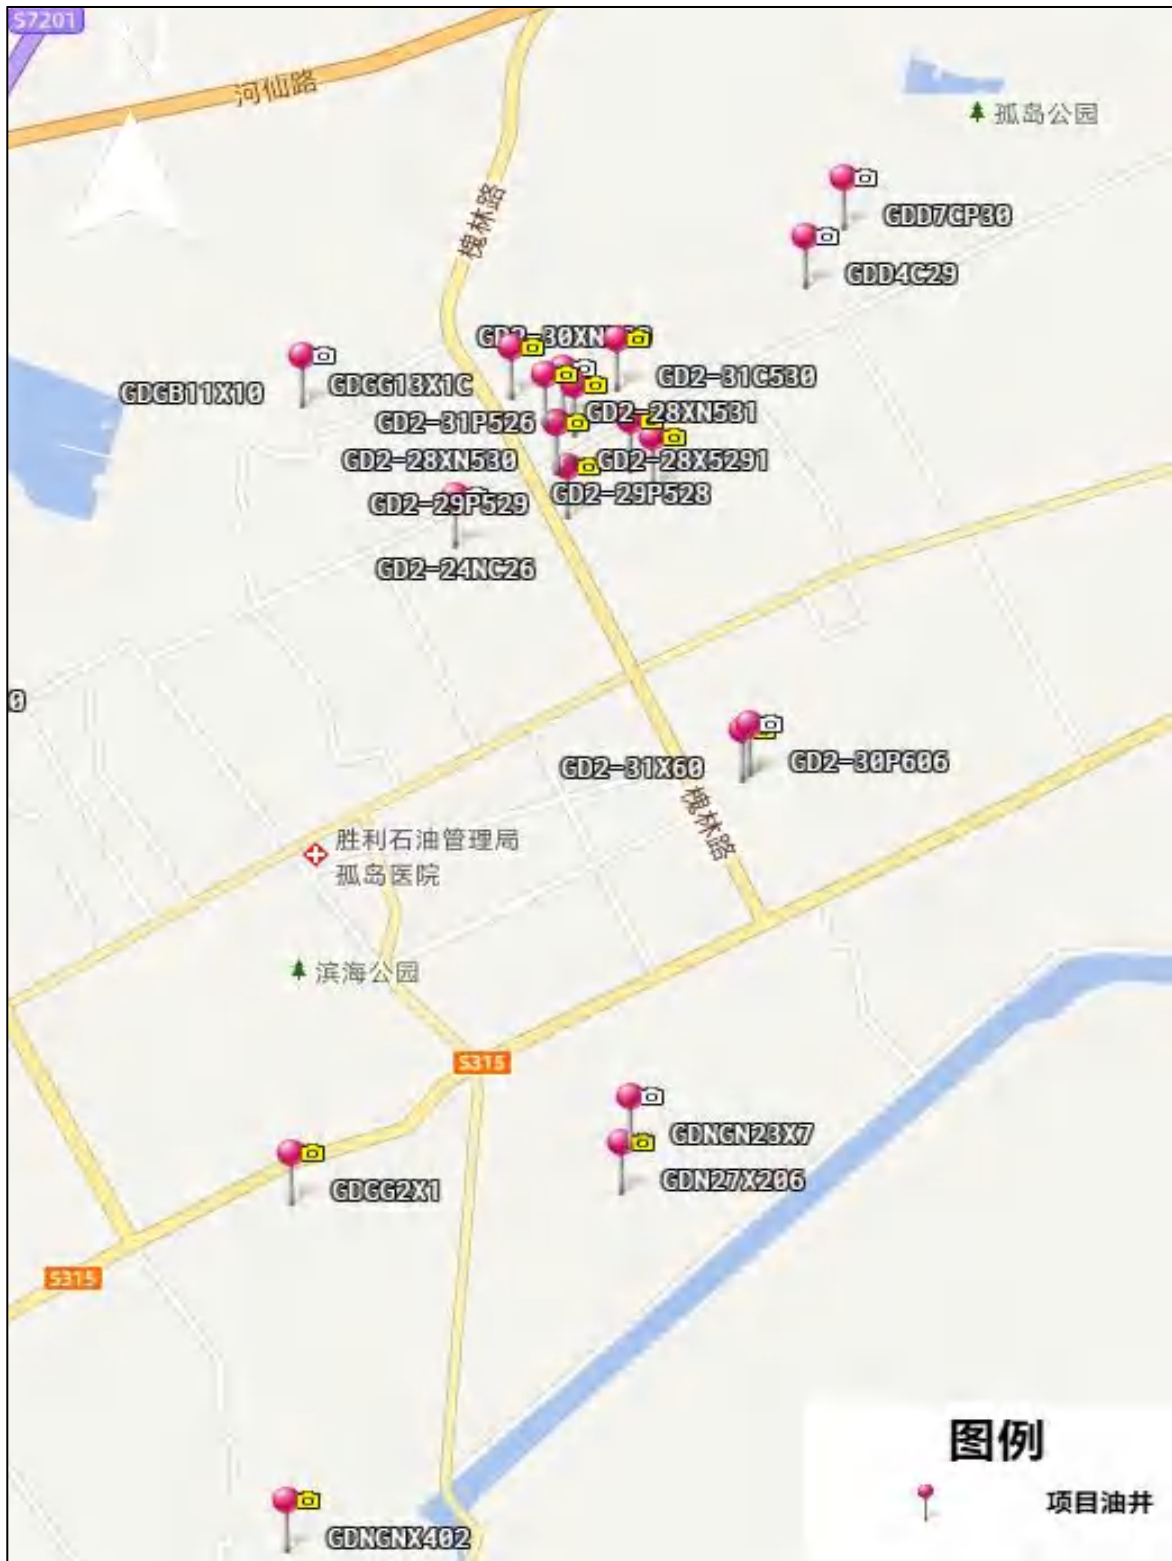 S7201
河仙路
孤岛公园
槐林路
GDD7CP30
GDD4C29
GD2-31C530
GDGB11X10
GDGG13X1C
GD2-28XN531
GD2-31P526
GD2-28XN530
GD2-28X5291
GD2-29P528
GD2-29P529
GD2-24NC26
0
GD2-31X60
GD2-30P606
槐林路
胜利石油管理局
孤岛医院
滨海公园
S315
GDNGN23X7
GDN27X206
GDGG2X1
S315
图例
项目油井
GDNGNX402